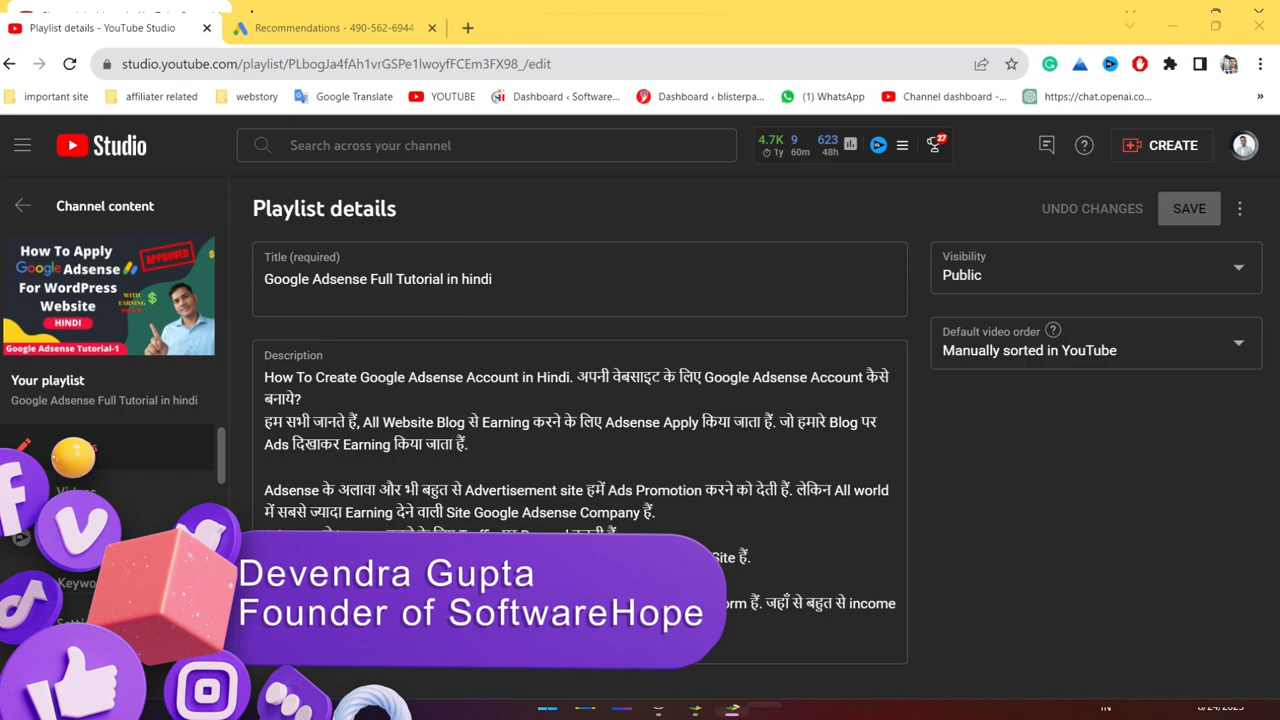 Playlist details - YouTube Studio
Recommendations - 490-562-6944
studio.youtube.com/playlist/PLbogJa4fAh1vrGSPe1lwoyfFCEm3FX98_/edit
important site
affiliater related
webstory
Google Translate
YOUTUBE
Dashboard ‹ Software...
Dashboard ‹ blisterpa...
(1) WhatsApp
Channel dashboard -...
https://chat.openai.co...
»
Studio
Search across your channel
4.7K 9 623
1y 60m 48h
27
CREATE
Channel content
Playlist details
UNDO CHANGES
SAVE
How To Apply
Google Adsense
For WordPress
Website
HINDI
APPROVED
WITH
EARNING
Google Adsense Tutorial-1
Title (required)
Google Adsense Full Tutorial in hindi
Visibility
Public
Default video order
Manually sorted in YouTube
Your playlist
Google Adsense Full Tutorial in hindi
Description
How To Create Google Adsense Account in Hindi. अपनी वेबसाइट के लिए Google Adsense Account कैसे
बनाये?
हम सभी जानते हैं, All Website Blog से Earning करने के लिए Adsense Apply किया जाता हैं. जो हमारे Blog पर
Ads दिखाकर Earning किया जाता हैं.
Adsense के अलावा और भी बहुत से Advertisement site हमें Ads Promotion करने को देती हैं. लेकिन All world
में सबसे ज्यादा Earning देने वाली Site Google Adsense Company हैं.
Site हैं.
हैं. जहाँ से बहुत से income
Devendra Gupta
Founder of SoftwareHope
IN